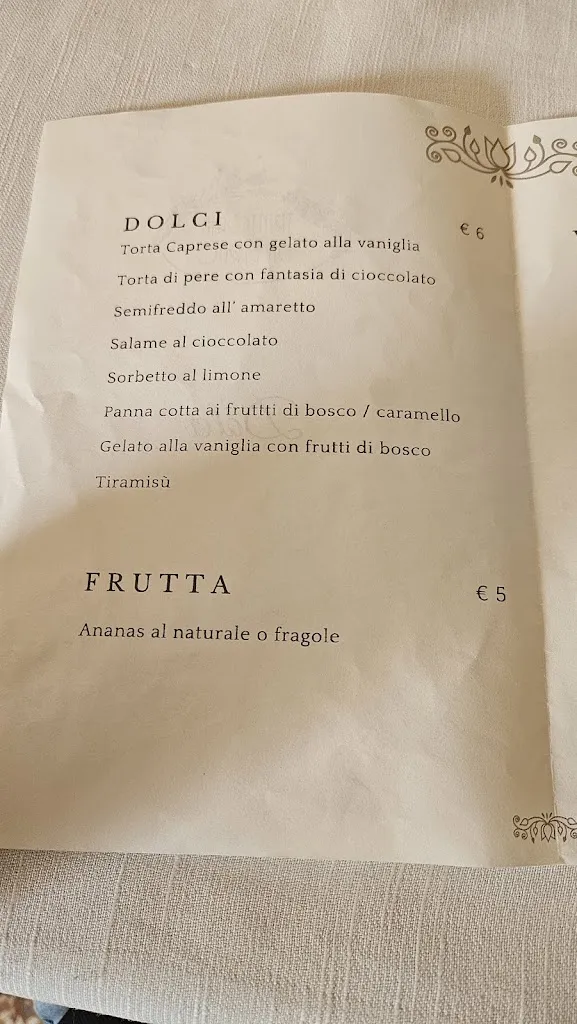 DOLCI € 6
Torta Caprese con gelato alla vaniglia
Torta di pere con fantasia di cioccolato
Semifreddo all' amaretto
Salame al cioccolato
Sorbetto al limone
Panna cotta ai fruttti di bosco / caramello
Gelato alla vaniglia con frutti di bosco
Tiramisù
FRUTTA € 5
Ananas al naturale o fragole